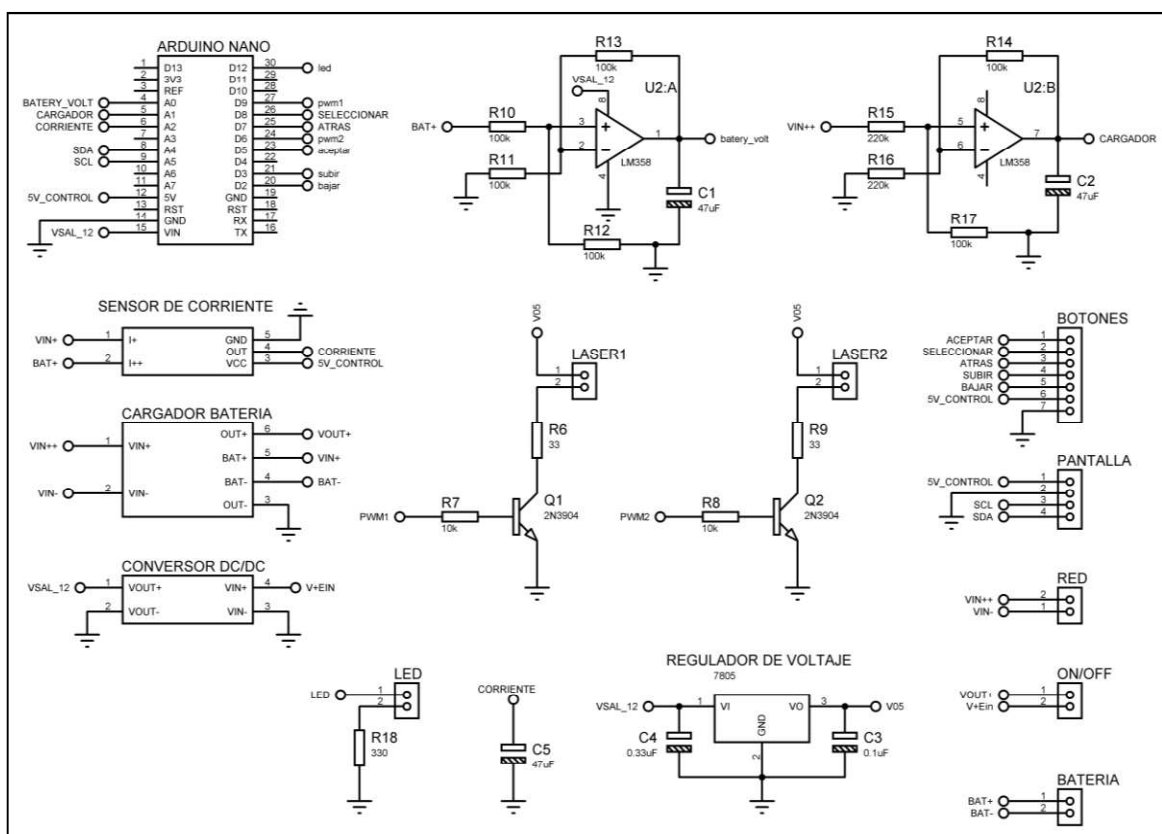 ARDUINO NANO
1 D13 D12 30 led
2 3V3 D11 29
3 REF D10 28
BATERY_VOLT 4 A0 D9 27 pwm1
CARGADOR 5 A1 D8 26 SELECCIONAR
CORRIENTE 6 A2 D7 25 ATRAS
7 A3 D6 24 pwm2
SDA 8 A4 D5 23 aceptar
SCL 9 A5 D4 22
10 A6 D3 21 subir
11 A7 D2 20 bajar
5V_CONTROL 12 5V GND 19
13 RST RST 18
14 GND RX 17
VSAL_12 15 VIN TX 16
R13
100k
VSAL_12
U2:A
8
BAT+ R10 3 1 batery_volt
100k
2
LM358
R11
100k
4
C1
47uF
R12
100k
R14
100k
U2:B
8
VIN++ R15 5 7 CARGADOR
220k
6
LM358
R16
220k
4
C2
47uF
R17
100k
SENSOR DE CORRIENTE
VIN+ 1 I+ GND 5
OUT 4 CORRIENTE
BAT+ 2 I++ VCC 3 5V_CONTROL
CARGADOR BATERIA
OUT+ 6 VOUT+
VIN++ 1 VIN+ BAT+ 5 VIN+
BAT- 4 BAT-
VIN- 2 VIN- OUT- 3
CONVERSOR DC/DC
VSAL_12 1 VOUT+ VIN+ 4 V+EIN
2 VOUT- VIN- 3
V05
LASER1
1
2
R6
33
R7
PWM1
10k
Q1
2N3904
V05
LASER2
1
2
R9
33
R8
PWM2
10k
Q2
2N3904
BOTONES
ACEPTAR 1
SELECCIONAR 2
ATRAS 3
SUBIR 4
BAJAR 5
5V_CONTROL 6
7
PANTALLA
5V_CONTROL 1
2
SCL 3
SDA 4
RED
VIN++ 2
VIN- 1
LED
LED 1
2
R18
330
CORRIENTE
C5
47uF
REGULADOR DE VOLTAJE
7805
VSAL_12 1 VI VO 3 V05
GND
2
C4
0.33uF
C3
0.1uF
ON/OFF
VOUT+ 1
V+Ein 2
BATERIA
BAT+ 1
BAT- 2